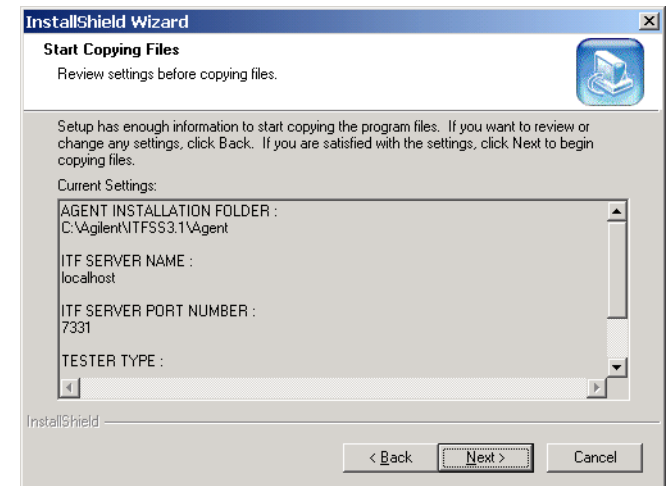 InstallShield Wizard
Start Copying Files
Review settings before copying files.
Setup has enough information to start copying the program files. If you want to review or
change any settings, click Back. If you are satisfied with the settings, click Next to begin
copying files.
Current Settings:
AGENT INSTALLATION FOLDER :
C:\Agilent\ITFSS3.1\Agent
ITF SERVER NAME :
localhost
ITF SERVER PORT NUMBER :
7331
TESTER TYPE :
InstallShield
< Back
Next >
Cancel